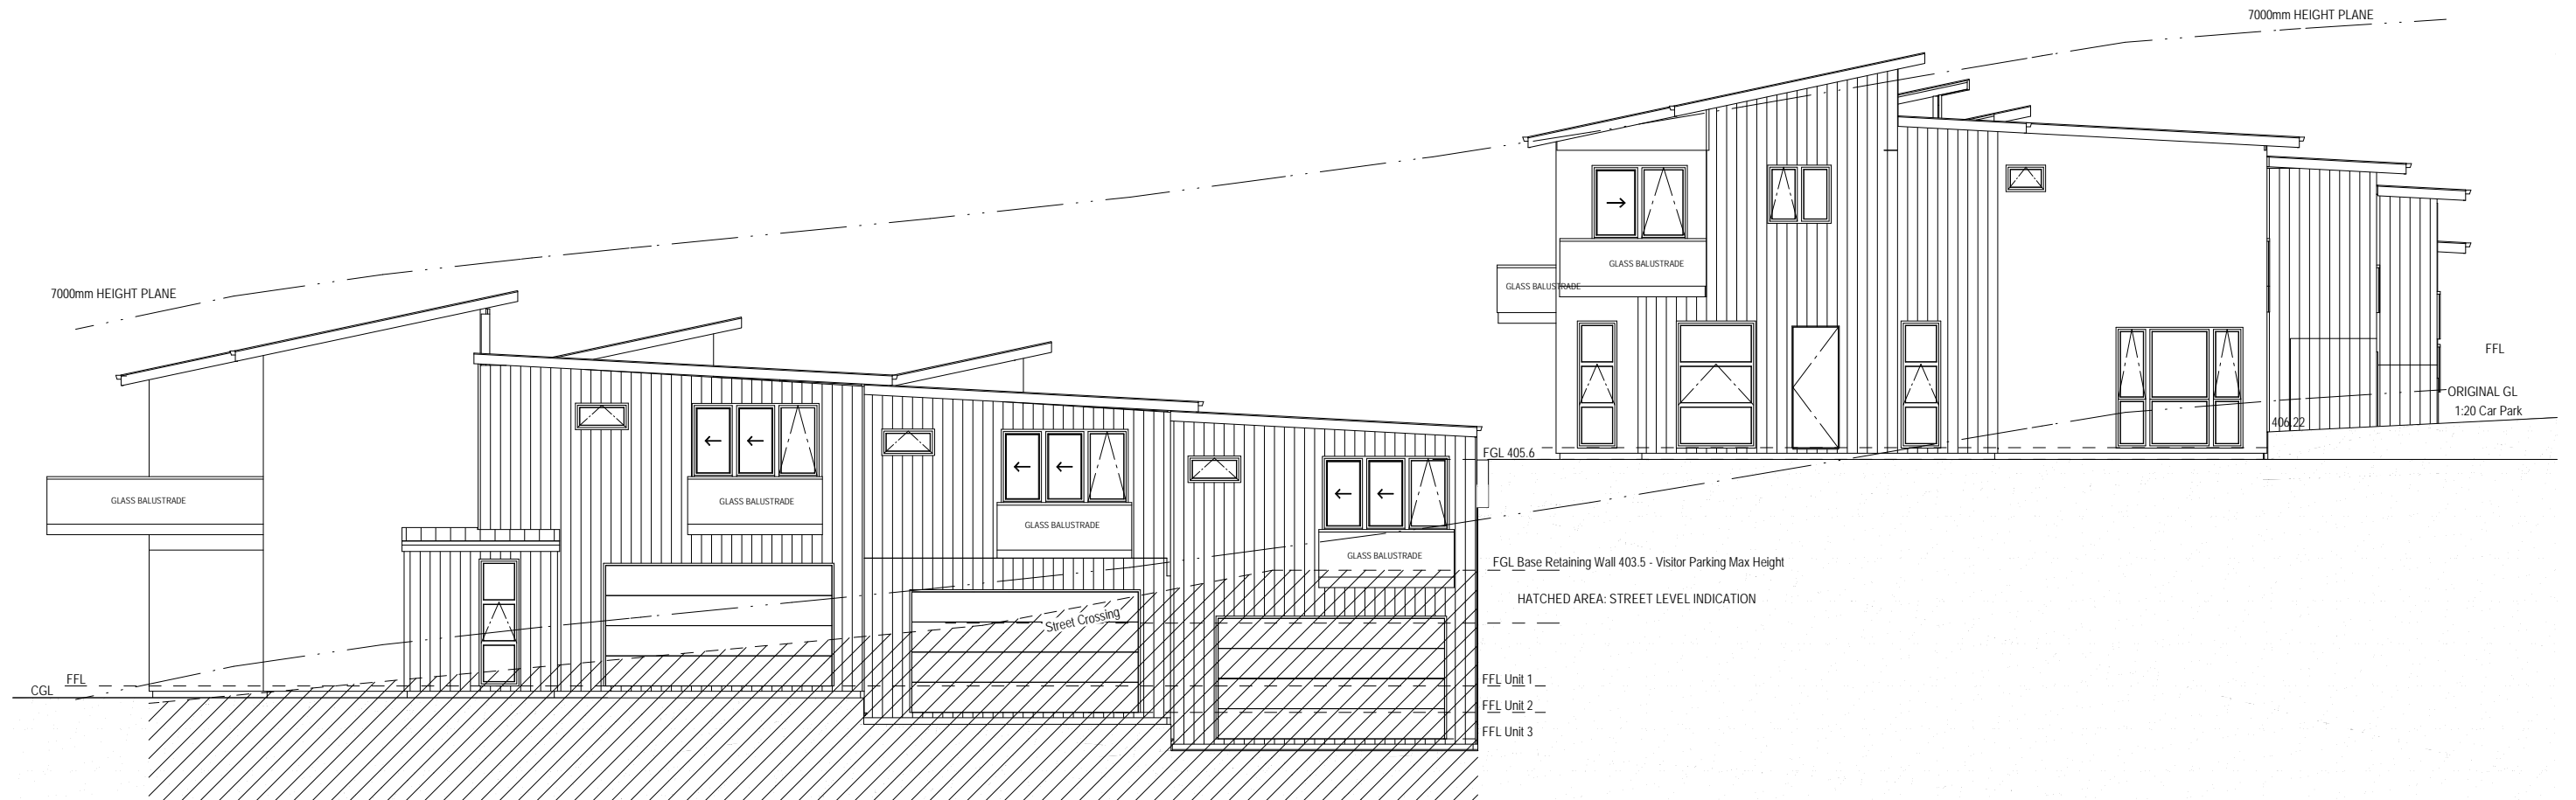 7000mm HEIGHT PLANE
7000mm HEIGHT PLANE
GLASS BALUSTRADE
GLASS BALUSTRADE
FFL
ORIGINAL GL
1:20 Car Park
406.22
FGL 405.6
GLASS BALUSTRADE
GLASS BALUSTRADE
GLASS BALUSTRADE
GLASS BALUSTRADE
FGL Base Retaining Wall 403.5 - Visitor Parking Max Height
HATCHED AREA: STREET LEVEL INDICATION
Street Crossing
FFL
CGL
FFL Unit 1
FFL Unit 2
FFL Unit 3